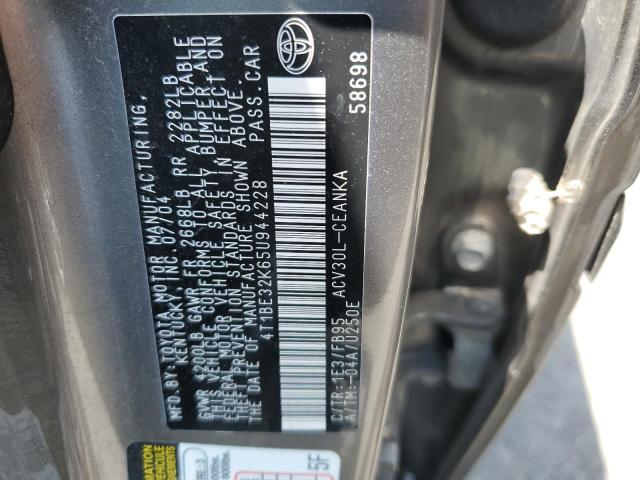 MFD.BY:TOYOTA MOTOR MANUFACTURING,
KENTUCKY, INC. 07/04
GVWR 4200LB GAWR FR 2668LB RR 2282LB
THIS VEHICLE CONFORMS TO ALL APPLICABLE
FEDERAL MOTOR VEHICLE SAFETY BUMPER, AND
THEFT PREVENTION STANDARDS IN EFFECT ON
THE DATE OF MANUFACTURE SHOWN ABOVE.
4T1BE32K65U944228 PASS.CAR
C/TR:1E3/FB95 ACV30L-CEANKA
A/TM:-04A/U250E 58698
5F